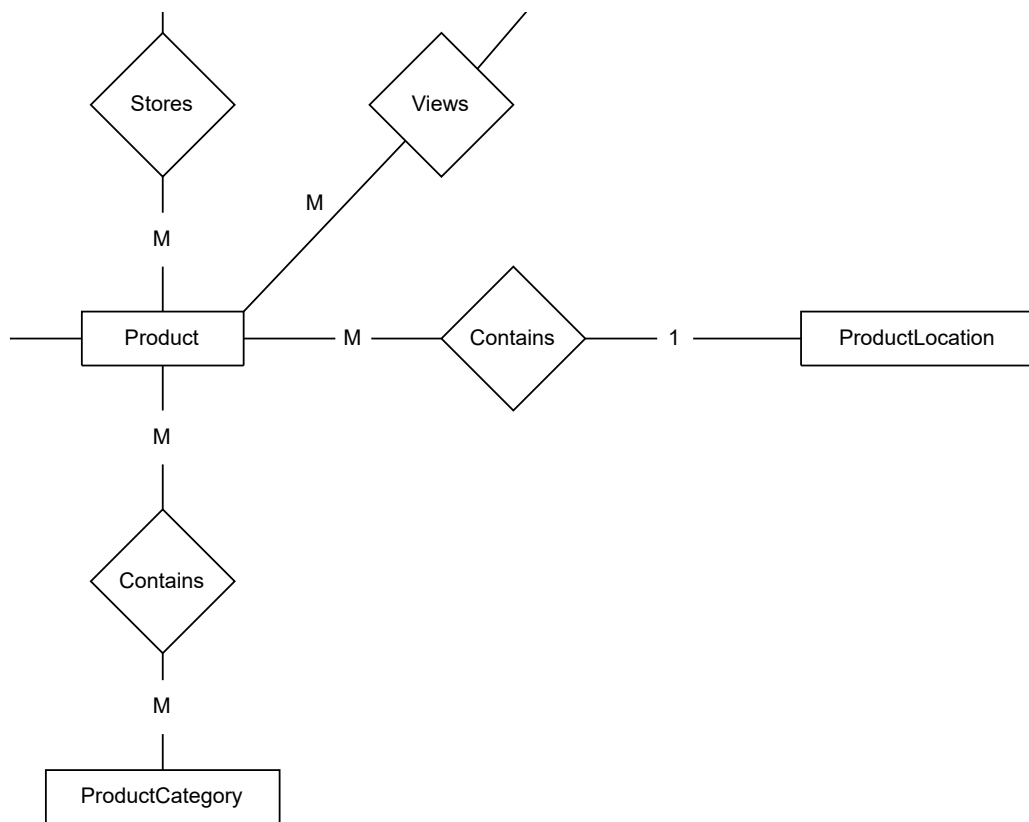 Stores
Views
M
M
Product
M
Contains
1
ProductLocation
M
Contains
M
ProductCategory